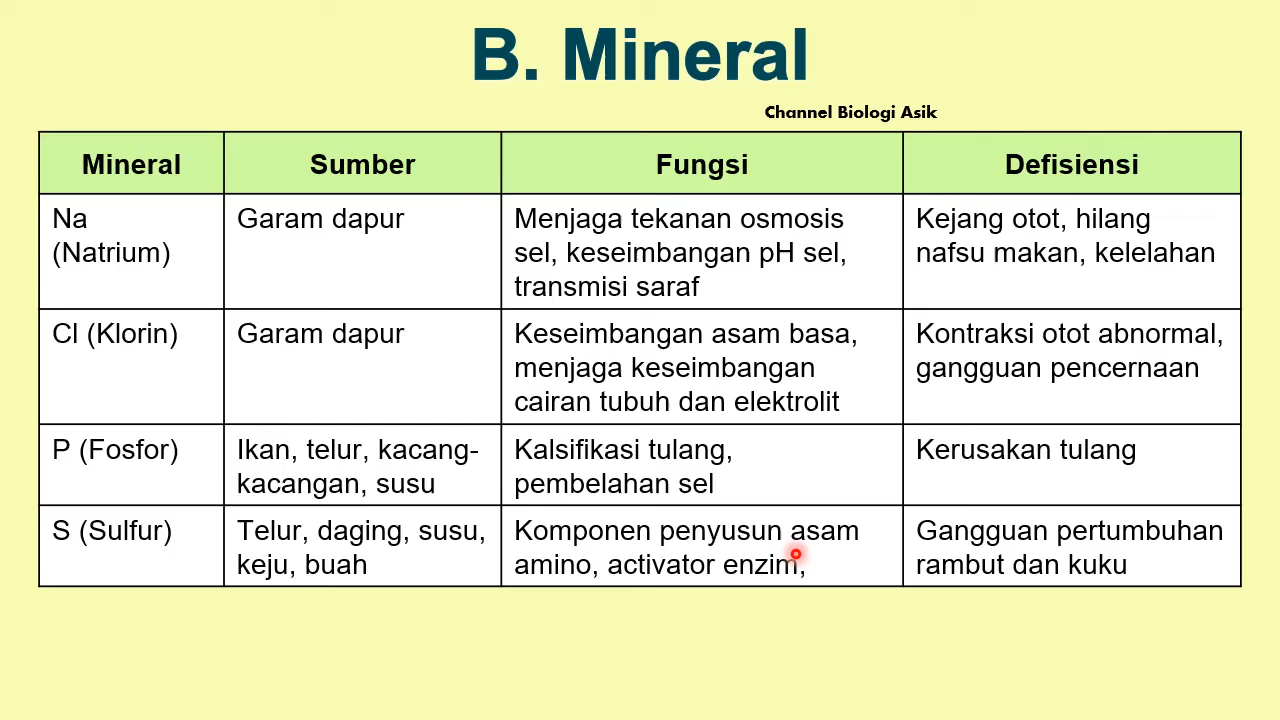 B. Mineral
Channel Biologi Asik
Mineral
Sumber
Fungsi
Defisiensi
Na
(Natrium)
Garam dapur
Menjaga tekanan osmosis
sel, keseimbangan pH sel,
transmisi saraf
Kejang otot, hilang
nafsu makan, kelelahan
Cl (Klorin)
Garam dapur
Keseimbangan asam basa,
menjaga keseimbangan
cairan tubuh dan elektrolit
Kontraksi otot abnormal,
gangguan pencernaan
P (Fosfor)
Ikan, telur, kacang-
kacangan, susu
Kalsifikasi tulang,
pembelahan sel
Kerusakan tulang
S (Sulfur)
Telur, daging, susu,
keju, buah
Komponen penyusun asam
amino, activator enzim,
Gangguan pertumbuhan
rambut dan kuku